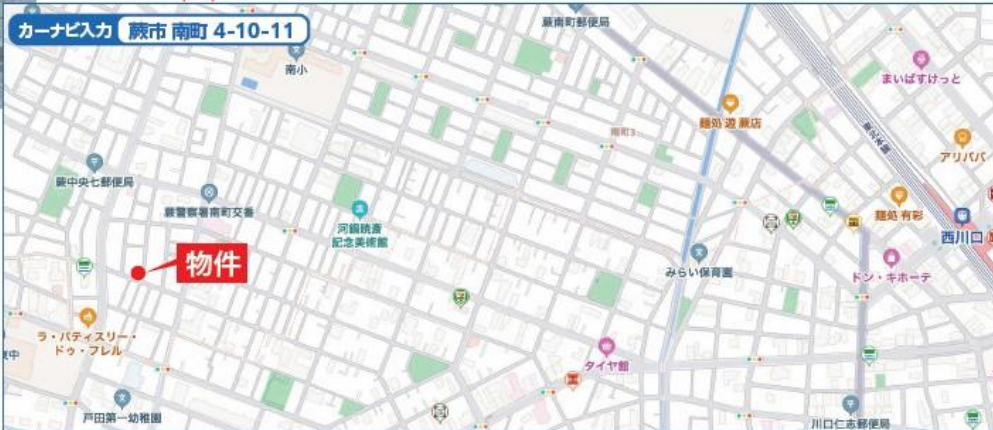 カーナビ入力 蕨市 南町 4-10-11
蕨南町郵便局
南小
まいばすけっと
麺処 遊 蕨店
南町3
東北本線
アリババ
蕨中央七郵便局
蕨警察署南町交番
麺処 有彩
河鍋暁斎
記念美術館
西川口
物件
みらい保育園
ドン・キホーテ
ラ・パティスリー・
ドゥ・フレル
タイヤ館
東中
戸田第一幼稚園
川口仁志郵便局